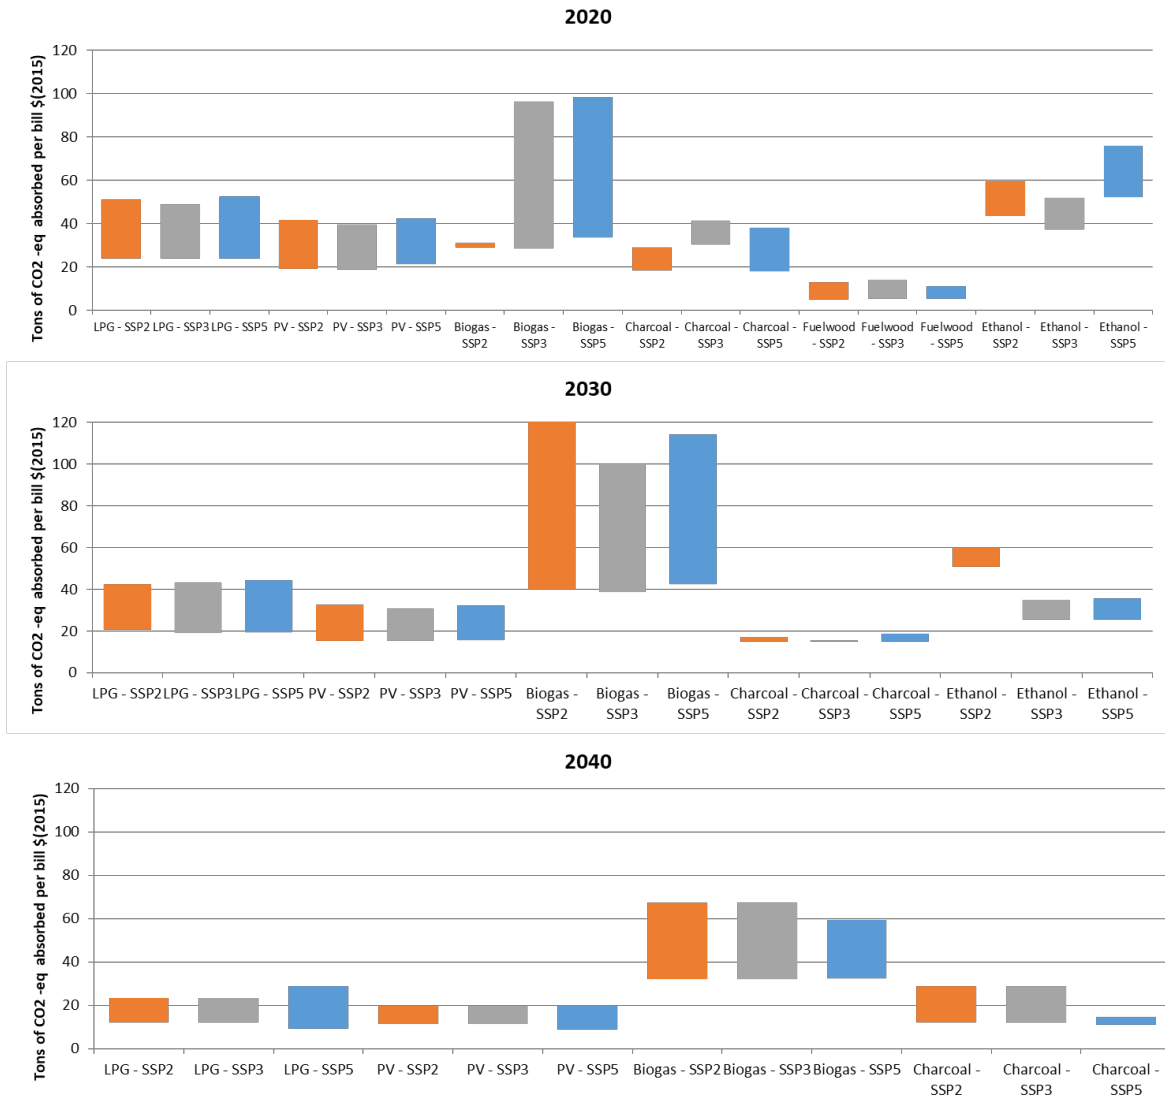 2020
Tons of CO2 -eq absorbed per bill $(2015)
120
100
80
60
40
20
0
LPG - SSP2 LPG - SSP3 LPG - SSP5 PV - SSP2 PV - SSP3 PV - SSP5 Biogas - Biogas - Biogas - Charcoal - Charcoal - Charcoal - Fuelwood Fuelwood Fuelwood Ethanol - Ethanol - Ethanol -
SSP2 SSP3 SSP5 SSP2 SSP3 SSP5 - SSP2 - SSP3 - SSP5 SSP2 SSP3 SSP5
2030
Tons of CO2 -eq absorbed per bill $(2015)
120
100
80
60
40
20
0
LPG - SSP2 LPG - SSP3 LPG - SSP5 PV - SSP2 PV - SSP3 PV - SSP5 Biogas - Biogas - Biogas - Charcoal - Charcoal - Charcoal - Ethanol - Ethanol - Ethanol -
SSP2 SSP3 SSP5 SSP2 SSP3 SSP5 SSP2 SSP3 SSP5
2040
Tons of CO2 -eq absorbed per bill $(2015)
120
100
80
60
40
20
0
LPG - SSP2 LPG - SSP3 LPG - SSP5 PV - SSP2 PV - SSP3 PV - SSP5 Biogas - SSP2 Biogas - SSP3 Biogas - SSP5 Charcoal - Charcoal - Charcoal -
SSP2 SSP3 SSP5